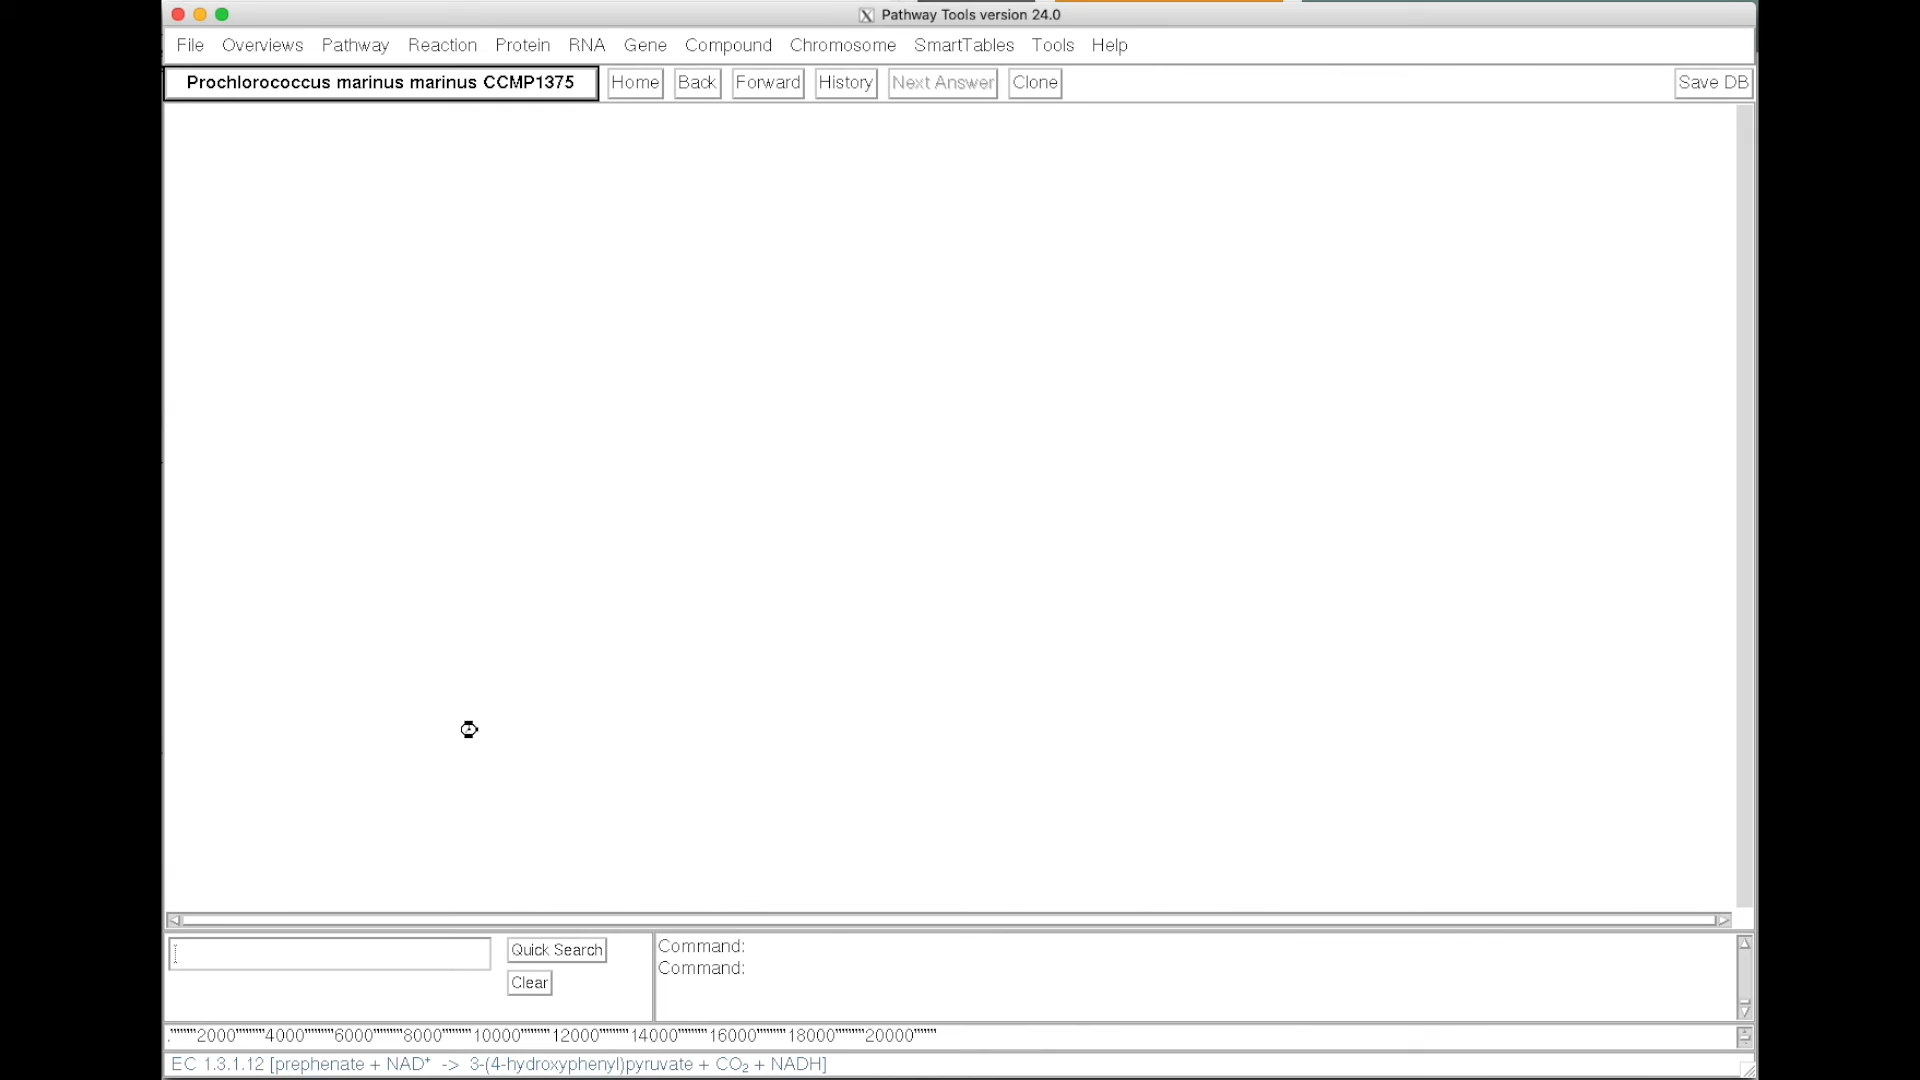 Pathway Tools version 24.0
File Overviews Pathway Reaction Protein RNA Gene Compound Chromosome SmartTables Tools Help
Prochlorococcus marinus marinus CCMP1375 Home Back Forward History Next Answer Clone Save DB
Quick Search
Clear
Command:
Command:
.'''''''''2000'''''''''4000'''''''''6000'''''''''8000'''''''''10000'''''''''12000'''''''''14000'''''''''16000'''''''''18000'''''''''20000'''''''
EC 1.3.1.12 [prephenate + NAD⁺ -> 3-(4-hydroxyphenyl)pyruvate + CO₂ + NADH]